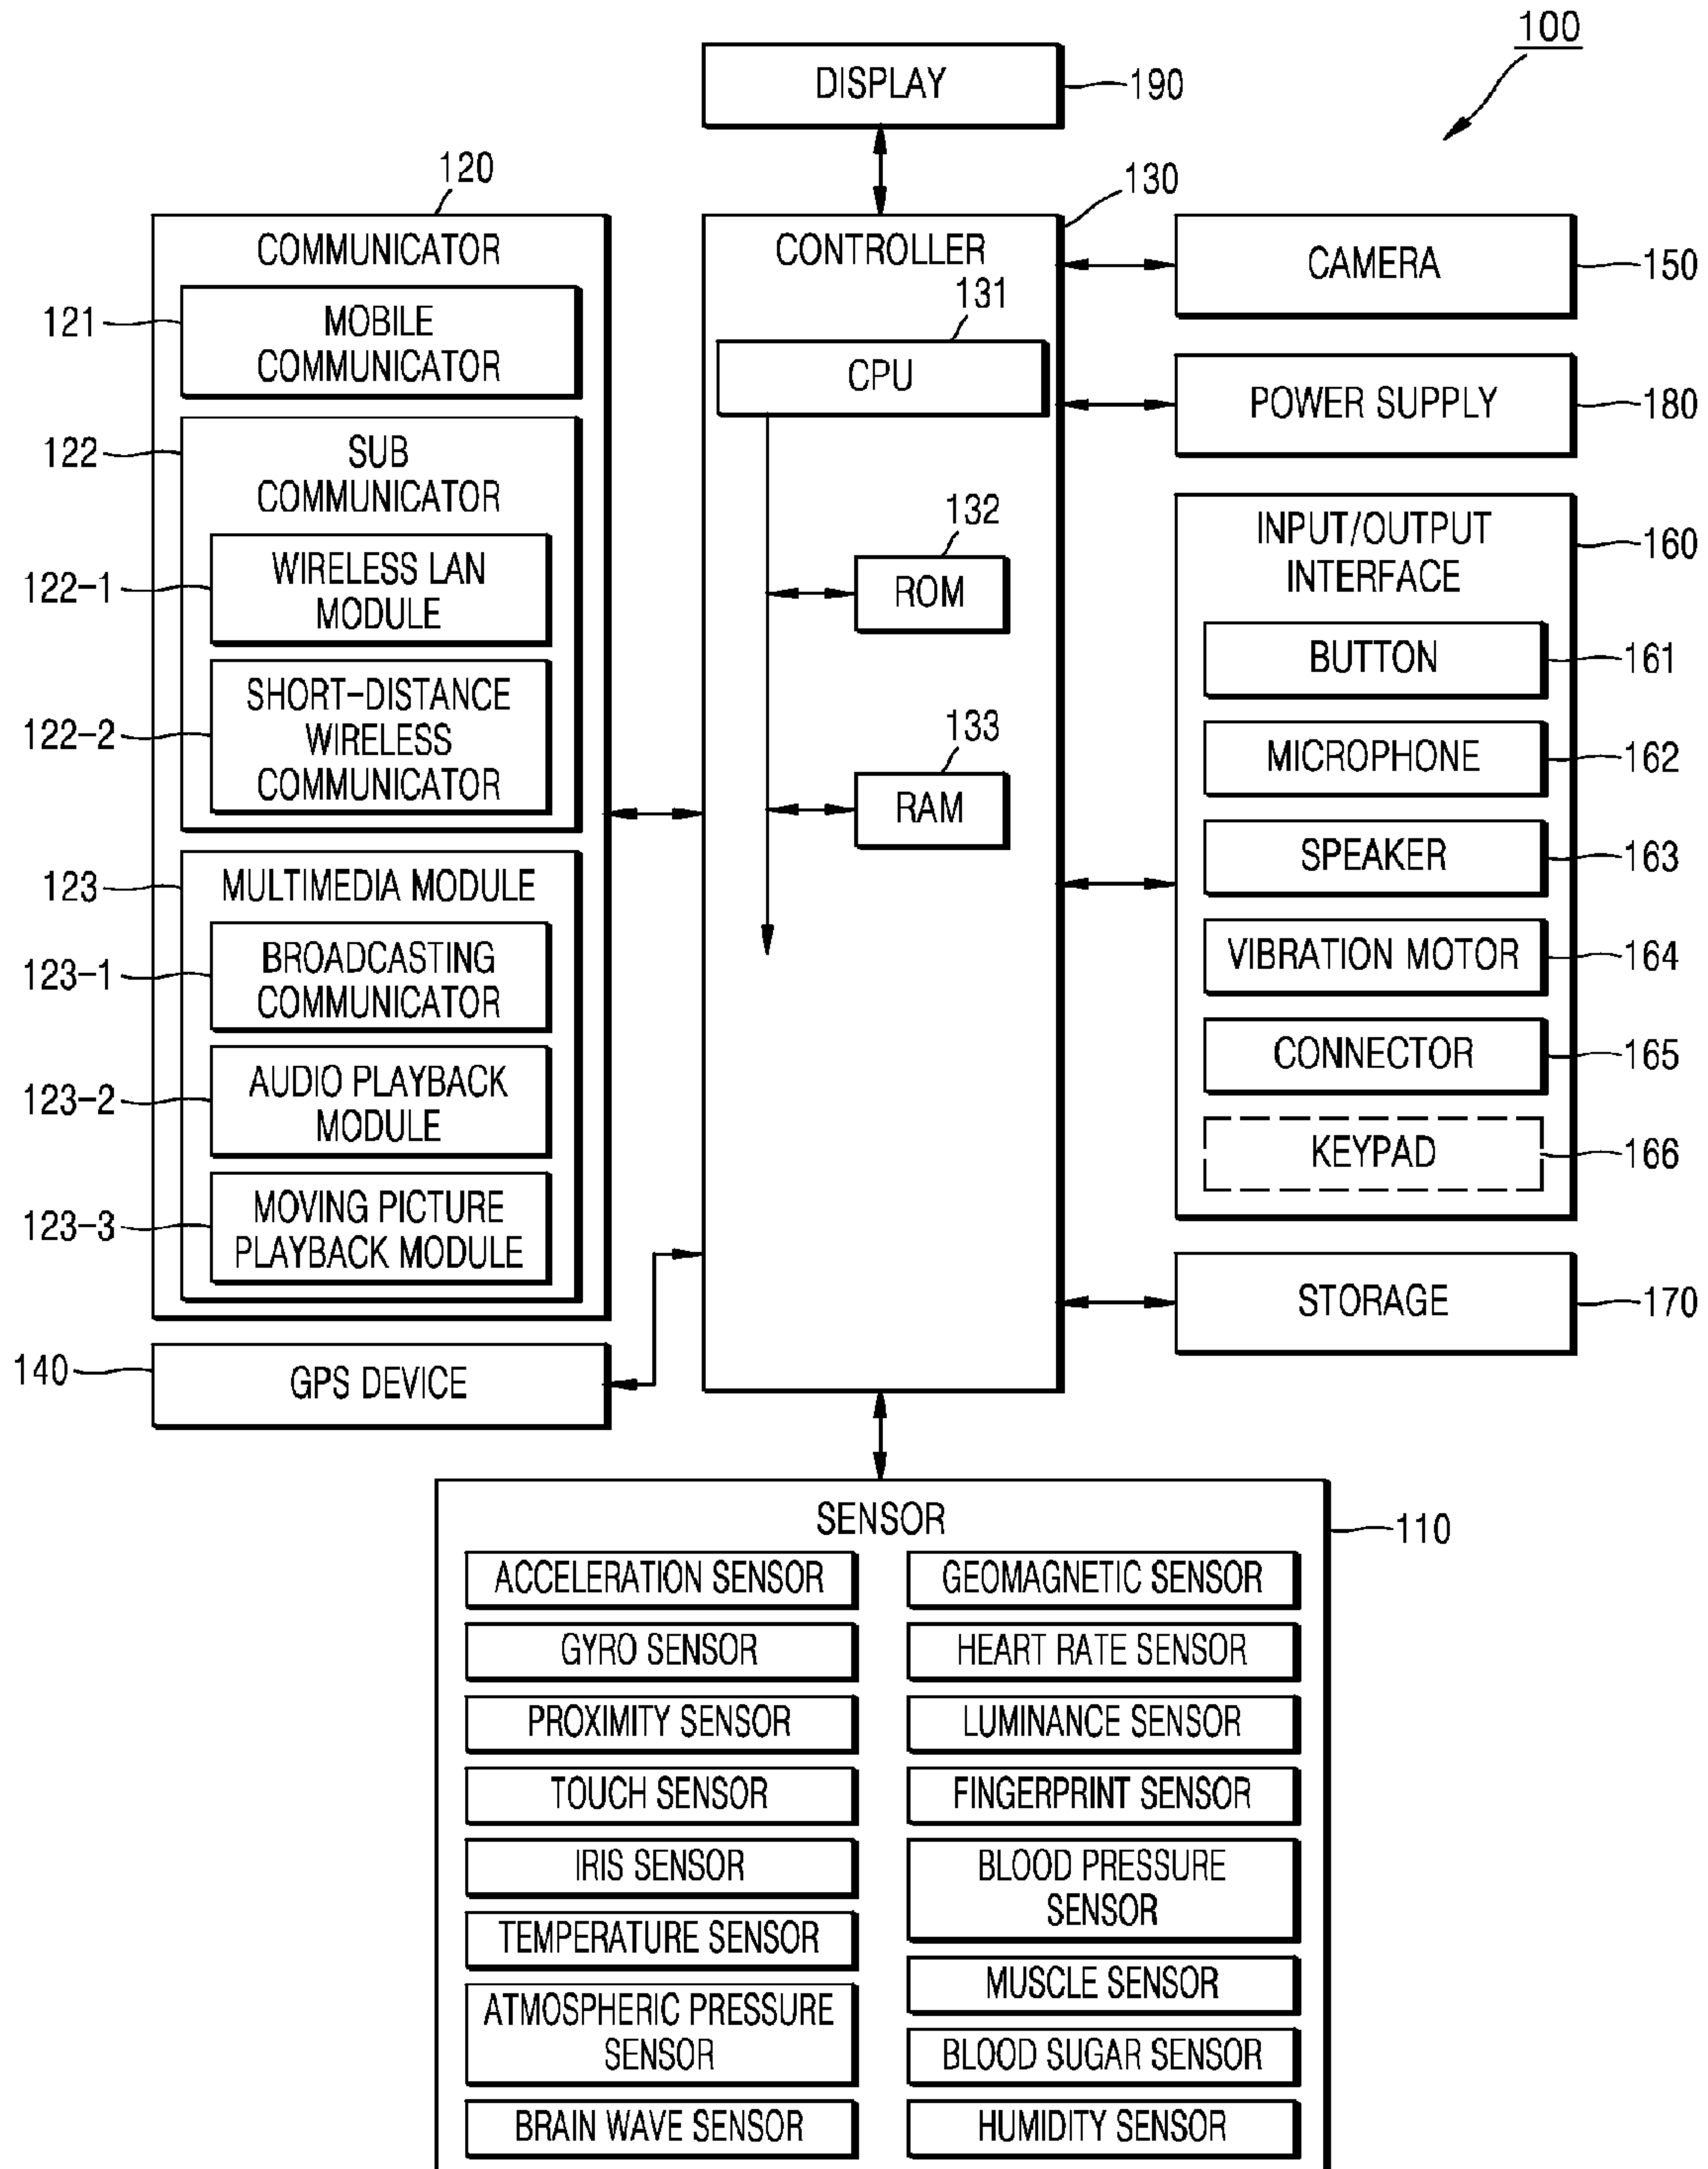 100
DISPLAY
190
120
COMMUNICATOR
121
MOBILE
COMMUNICATOR
122
SUB
COMMUNICATOR
122-1
WIRELESS LAN
MODULE
122-2
SHORT-DISTANCE
WIRELESS
COMMUNICATOR
123
MULTIMEDIA MODULE
123-1
BROADCASTING
COMMUNICATOR
123-2
AUDIO PLAYBACK
MODULE
123-3
MOVING PICTURE
PLAYBACK MODULE
140
GPS DEVICE
130
CONTROLLER
131
CPU
132
ROM
133
RAM
CAMERA
150
POWER SUPPLY
180
INPUT/OUTPUT
INTERFACE
160
BUTTON
161
MICROPHONE
162
SPEAKER
163
VIBRATION MOTOR
164
CONNECTOR
165
KEYPAD
166
STORAGE
170
SENSOR
110
ACCELERATION SENSOR
GYRO SENSOR
PROXIMITY SENSOR
TOUCH SENSOR
IRIS SENSOR
TEMPERATURE SENSOR
ATMOSPHERIC PRESSURE
SENSOR
BRAIN WAVE SENSOR
GEOMAGNETIC SENSOR
HEART RATE SENSOR
LUMINANCE SENSOR
FINGERPRINT SENSOR
BLOOD PRESSURE
SENSOR
MUSCLE SENSOR
BLOOD SUGAR SENSOR
HUMIDITY SENSOR